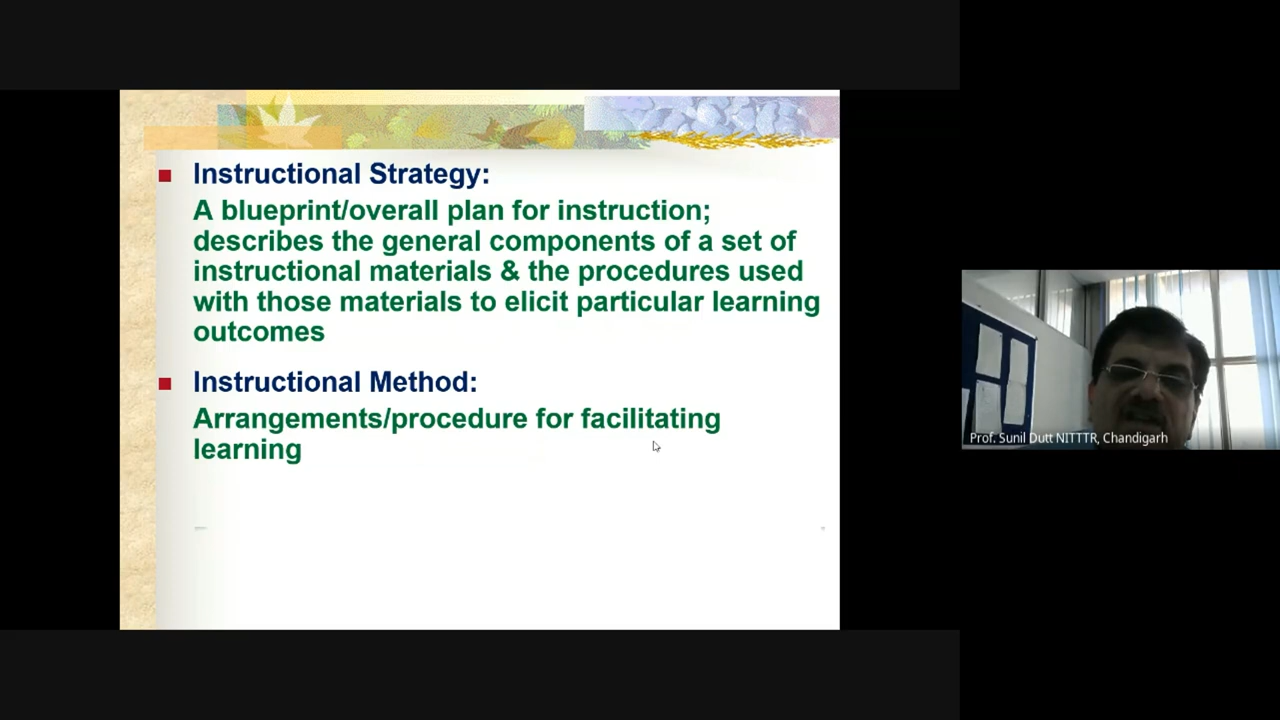 Instructional Strategy:
A blueprint/overall plan for instruction;
describes the general components of a set of
instructional materials & the procedures used
with those materials to elicit particular learning
outcomes
Instructional Method:
Arrangements/procedure for facilitating
learning
Prof. Sunil Dutt NITTTR, Chandigarh